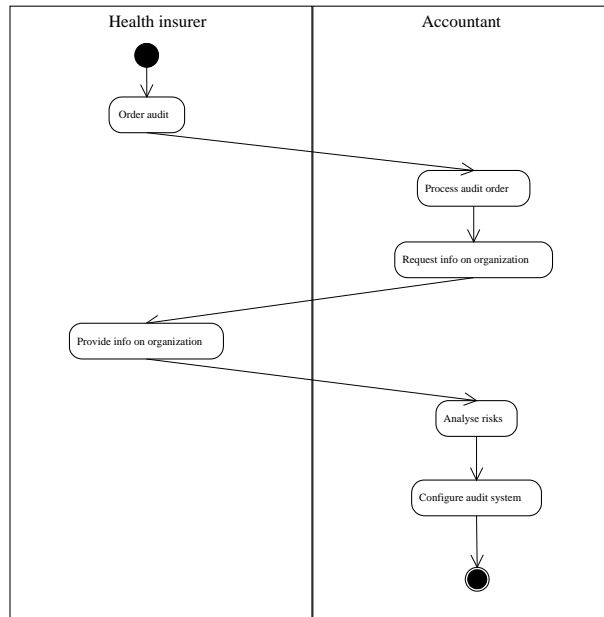 Health insurer
Accountant
Order audit
Process audit order
Request info on organization
Provide info on organization
Analyse risks
Configure audit system